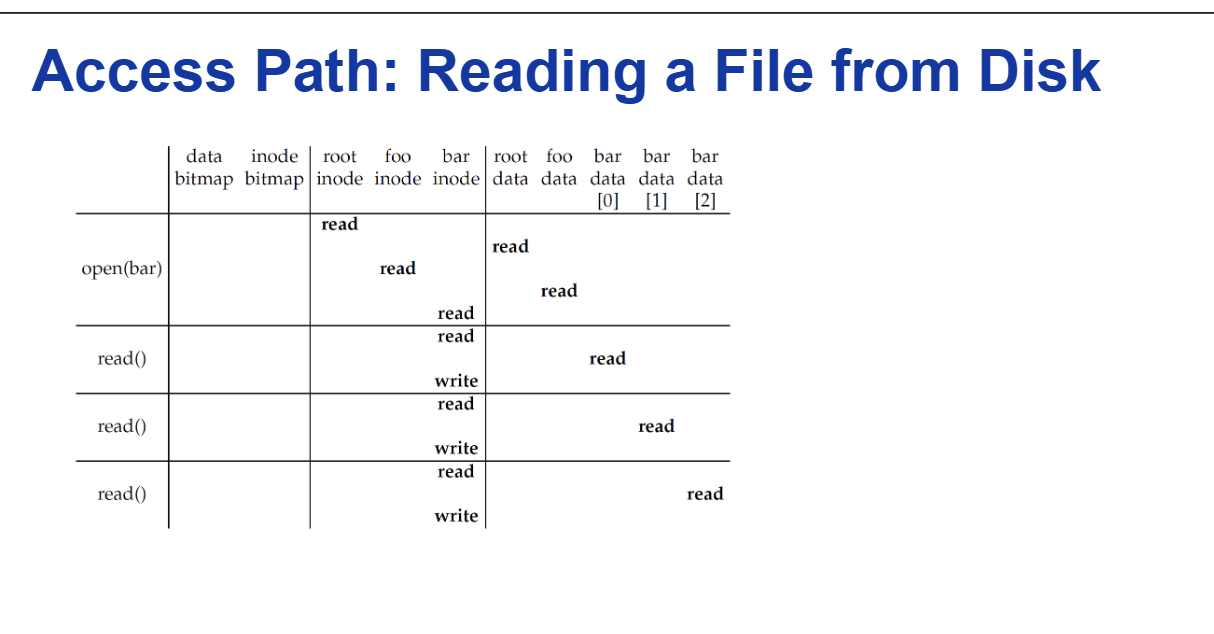 Access Path: Reading a File from Disk
data inode root foo bar root foo bar bar bar
bitmap bitmap inode inode inode data data data data data
[0] [1] [2]
read
read
open(bar) read
read
read
read
read() read
write
read
read() read
write
read
read() read
write